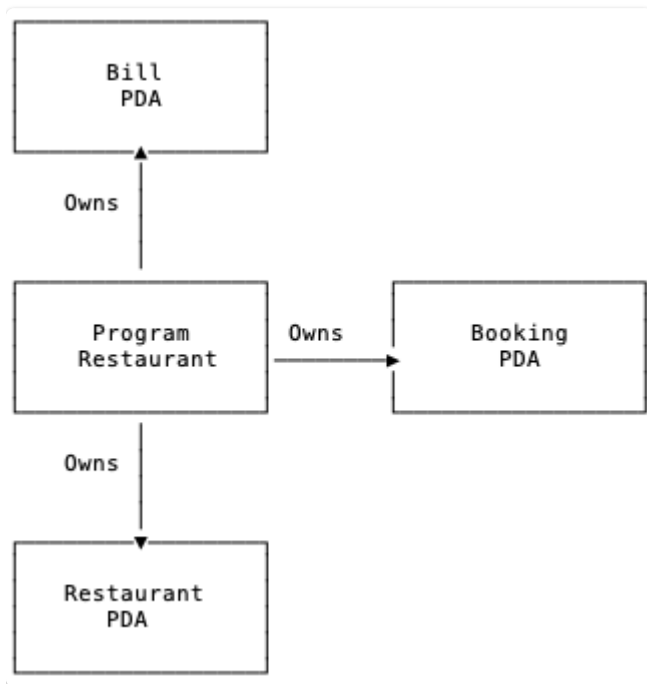 Bill
PDA
Owns
Program
Restaurant
Owns
Booking
PDA
Owns
Restaurant
PDA